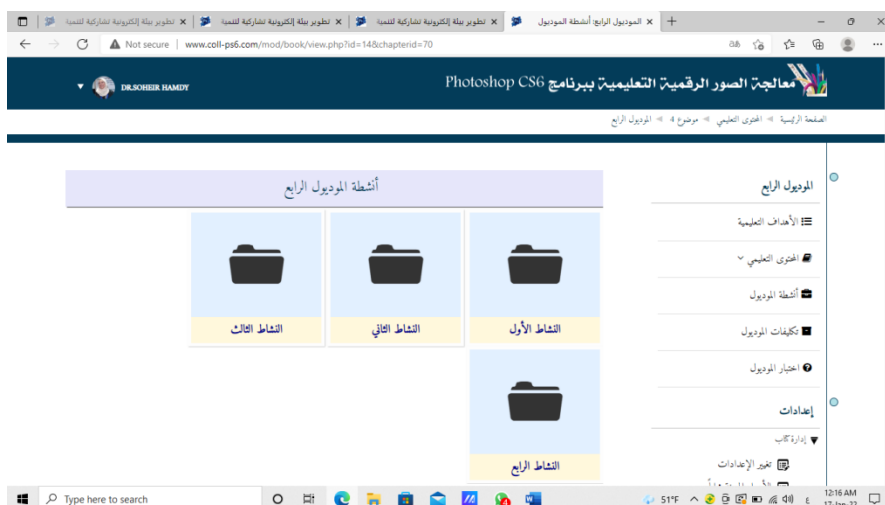 الموديول الرابع: أنشطة الموديول
تطوير بيئة إلكترونية تشاركية لتنمية
تطوير بيئة إلكترونية تشاركية لتنمية
تطوير بيئة إلكترونية تشاركية لتنمية
Not secure | www.coll-ps6.com/mod/book/view.php?id=14&chapterid=70
معالجة الصور الرقمية التعليمية ببرنامج Photoshop CS6
DR.SOHEIR HAMDY
الصفحة الرئيسية ◄ المحتوى التعليمي ◄ موضوع 4 ◄ الموديول الرابع
الموديول الرابع
الأهداف التعليمية
المحتوى التعليمي
أنشطة الموديول
تكليفات الموديول
اختبار الموديول
إعدادات
إدارة كتاب
تغيير الإعدادات
أنشطة الموديول الرابع
النشاط الأول
النشاط الثاني
النشاط الثالث
النشاط الرابع
Type here to search
51°F
12:16 AM
17-Jan-22